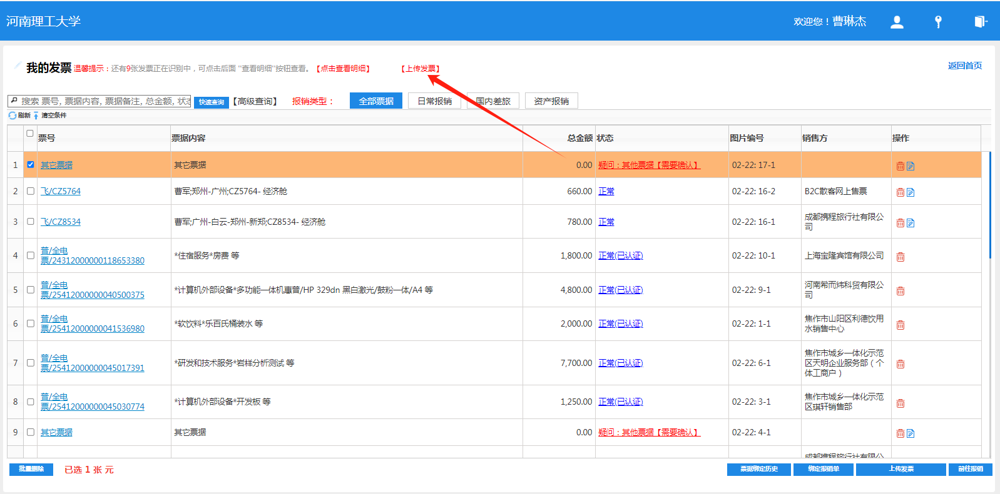 河南理工大学
欢迎您！曹琳杰
我的发票 温馨提示：还有9张发票正在识别中，可点击后面 "查看明细"按钮查看。【点击查看明细】 【上传发票】
返回首页
搜索 票号, 票据内容, 票据备注, 总金额, 状态 快速查询 【高级查询】 报销类型： 全部票据 日常报销 国内差旅 资产报销
刷新 清空条件
票号 票据内容 总金额 状态 图片编号 销售方 操作
1 其它票据 其它票据 0.00 疑问：其他票据【需要确认】 02-22: 17-1
2 飞/CZ5764 曹军;郑州-广州;CZ5764- 经济舱 660.00 正常 02-22: 16-2 B2C散客网上售票
3 飞/CZ8534 曹军;广州-白云-郑州-新郑;CZ8534- 经济舱 780.00 正常 02-22: 16-1 成都携程旅行社有限公
司
4 普/全电
票/24312000000118653380 *住宿服务*房费 等 1,800.00 正常(已认证) 02-22: 10-1 上海宝隆宾馆有限公司
5 普/全电
票/25412000000040500375 *计算机外部设备*多功能一体机惠普/HP 329dn 黑白激光/鼓粉一体/A4 等 4,800.00 正常(已认证) 02-22: 9-1 河南希而炜科贸有限公
司
6 普/全电
票/25412000000041536980 *软饮料*乐百氏桶装水 等 2,000.00 正常(已认证) 02-22: 1-1 焦作市山阳区利德饮用
水销售中心
7 普/全电
票/25412000000045017391 *研发和技术服务*岩样分析测试 等 7,700.00 正常(已认证) 02-22: 6-1 焦作市城乡一体化示范
区天明企业服务部（个
体工商户）
8 普/全电
票/25412000000045030774 *计算机外部设备*开发板 等 1,250.00 正常(已认证) 02-22: 3-1 焦作市城乡一体化示范
区琪轩销售部
9 其它票据 其它票据 0.00 疑问：其他票据【需要确认】 02-22: 4-1
成都携程旅行社有限公
批量删除 已选 1 张 元 票据绑定历史 绑定报销单 上传发票 前往报销